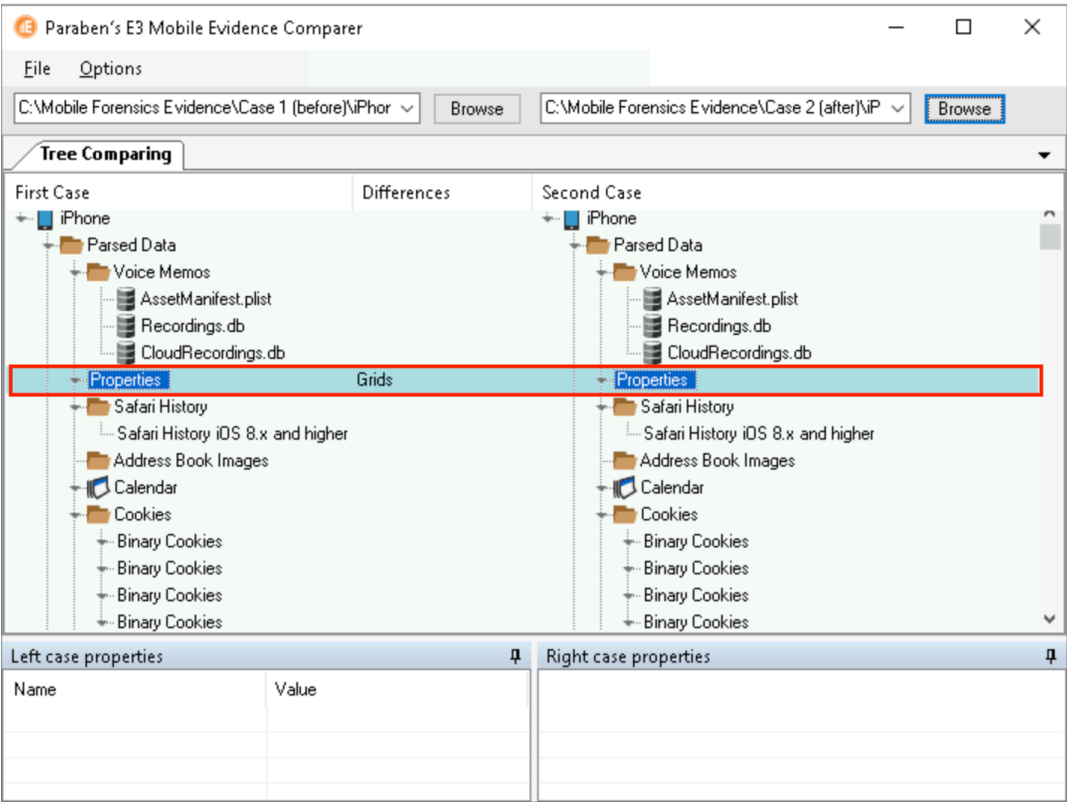 Paraben's E3 Mobile Evidence Comparer
File Options
C:\Mobile Forensics Evidence\Case 1 (before)\iPhor Browse C:\Mobile Forensics Evidence\Case 2 (after)\iP Browse
Tree Comparing
First Case Differences Second Case
iPhone iPhone
Parsed Data Parsed Data
Voice Memos Voice Memos
AssetManifest.plist AssetManifest.plist
Recordings.db Recordings.db
CloudRecordings.db CloudRecordings.db
Properties Grids Properties
Safari History Safari History
Safari History iOS 8.x and higher Safari History iOS 8.x and higher
Address Book Images Address Book Images
Calendar Calendar
Cookies Cookies
Binary Cookies Binary Cookies
Binary Cookies Binary Cookies
Binary Cookies Binary Cookies
Binary Cookies Binary Cookies
Left case properties Right case properties
Name Value